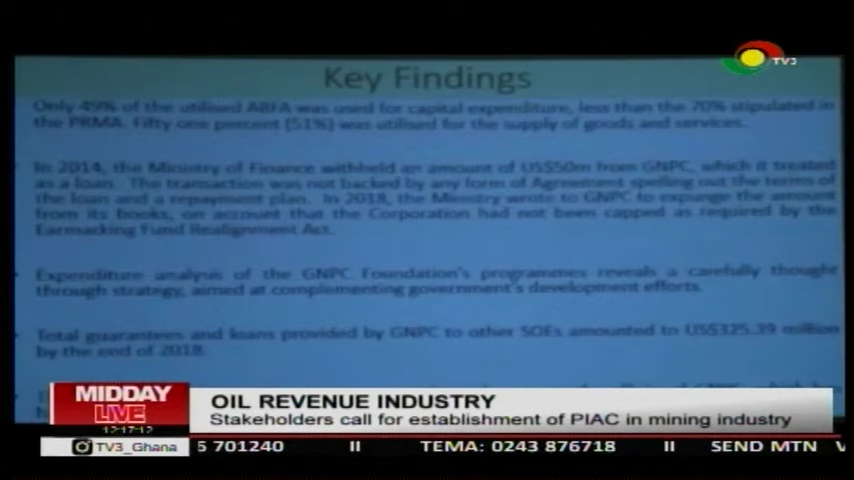 TV3
Key Findings
Only 49% of the utilised ABFA was used for capital expenditure, less than the 70% stipulated in
the PRMA. Fifty one percent (51%) was utilised for the supply of goods and services.
In 2014, the Ministry of Finance withheld an amount of US$50m from GNPC, which it treated
as a loan. The transaction was not backed by any form of Agreement spelling out the terms of
the loan and a repayment plan. In 2018, the Ministry wrote to GNPC to expunge the amount
from its books, on account that the Corporation had not been capped as required by the
Earmarking Fund Realignment Act.
• Expenditure analysis of the GNPC Foundation's programmes reveals a carefully thought
through strategy, aimed at complementing government's development efforts.
• Total guarantees and loans provided by GNPC to other SOEs amounted to US$325.39 million
by the end of 2018.
MIDDAY
LIVE
12:17:12
OIL REVENUE INDUSTRY
Stakeholders call for establishment of PIAC in mining industry
TV3_Ghana
5 701240 II TEMA: 0243 876718 II SEND MTN